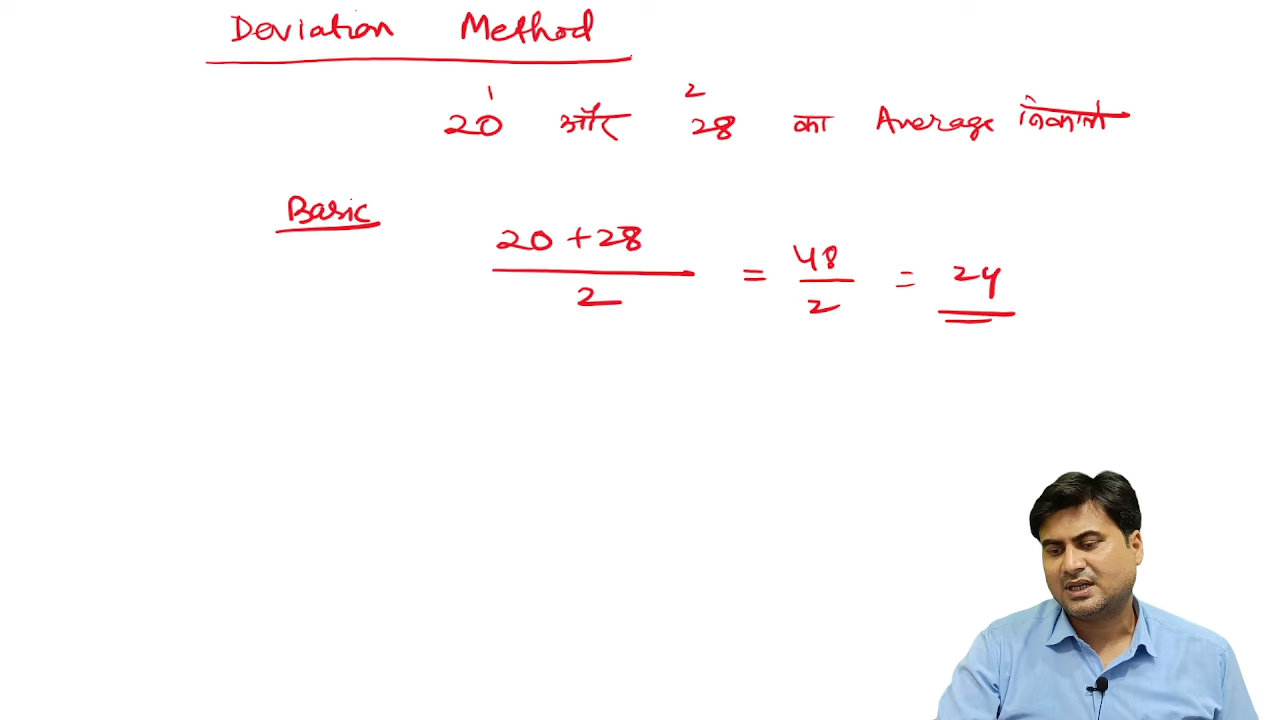 Deviation Method
1 2
20 और 28 का Average निकालो
Basic
20 + 28 / 2 = 48 / 2 = 24